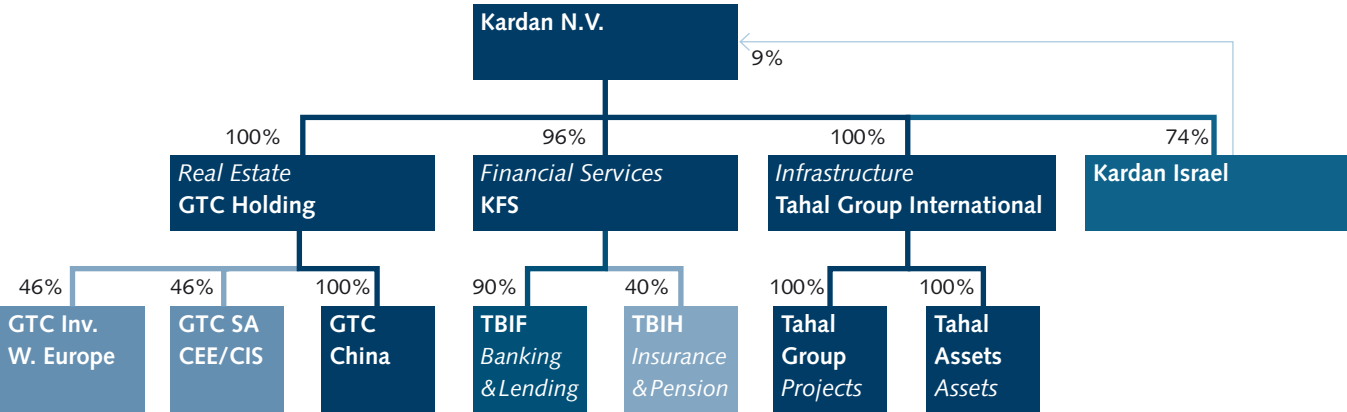 Kardan N.V.
9%
100%
96%
100%
74%
Real Estate
GTC Holding
Financial Services
KFS
Infrastructure
Tahal Group International
Kardan Israel
46%
46%
100%
90%
40%
100%
100%
GTC Inv.
W. Europe
GTC SA
CEE/CIS
GTC
China
TBIF
Banking
&Lending
TBIH
Insurance
&Pension
Tahal
Group
Projects
Tahal
Assets
Assets